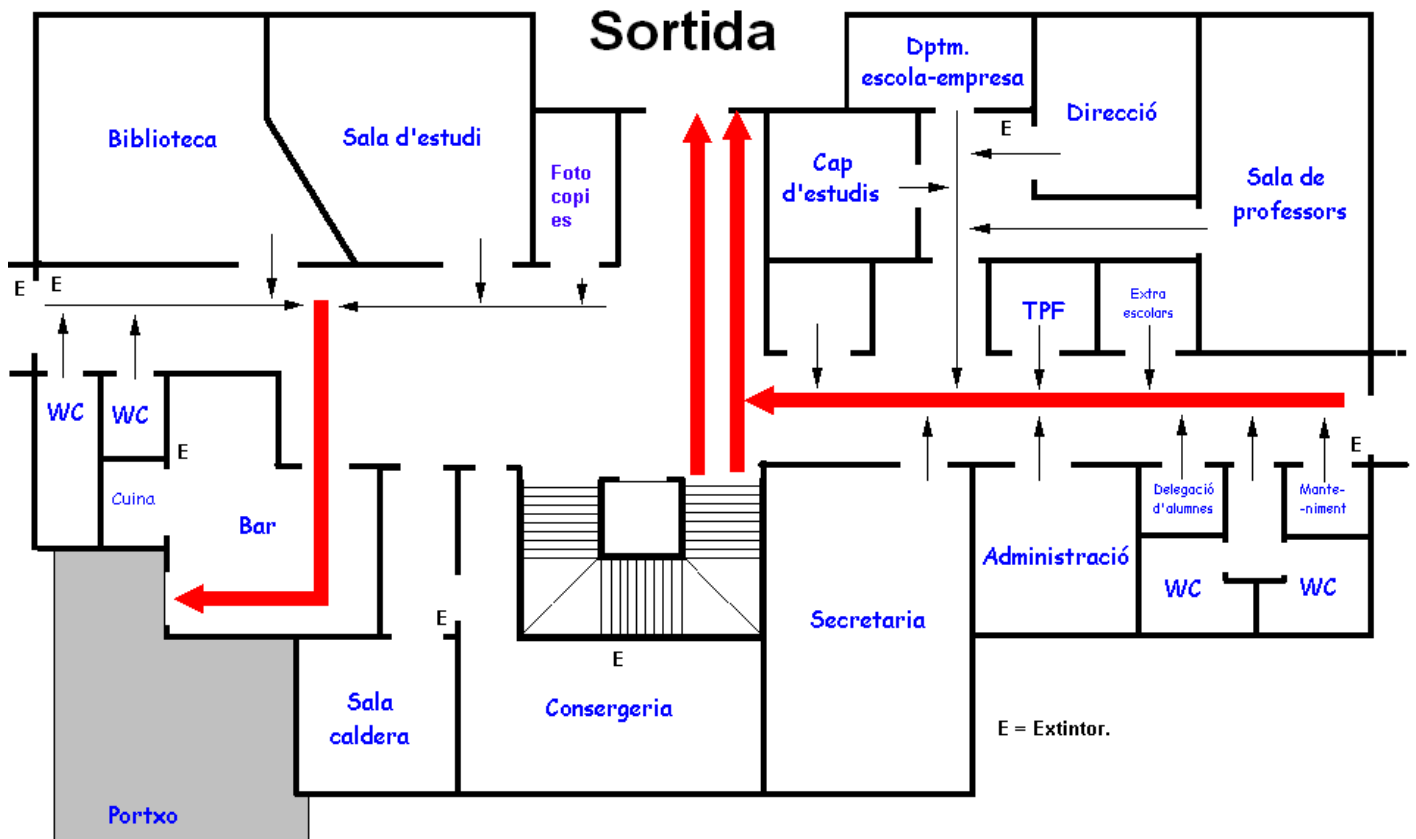 Sortida
Dptm.
escola-empresa
Direcció
Biblioteca
Sala d'estudi
E
Foto
copi
es
Cap
d'estudis
Sala de
professors
E
E
TPF
Extra
escolars
WC
WC
E
E
Cuina
Bar
Delegació
d'alumnes
Mante-
-niment
Administració
WC
WC
E
Secretaria
E
Sala
caldera
Consergeria
E = Extintor.
Portxo